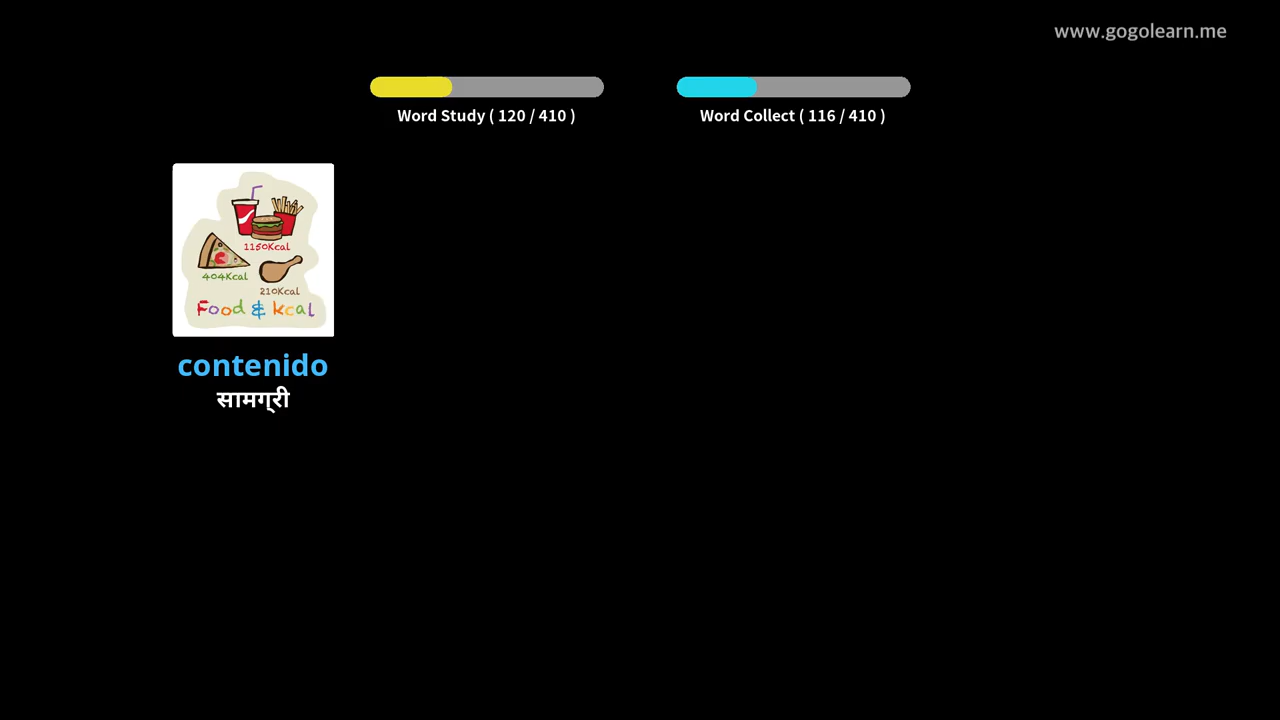 www.gogolearn.me
Word Study ( 120 / 410 )
Word Collect ( 116 / 410 )
1150Kcal
404Kcal
210Kcal
Food & kcal
contenido
सामग्री